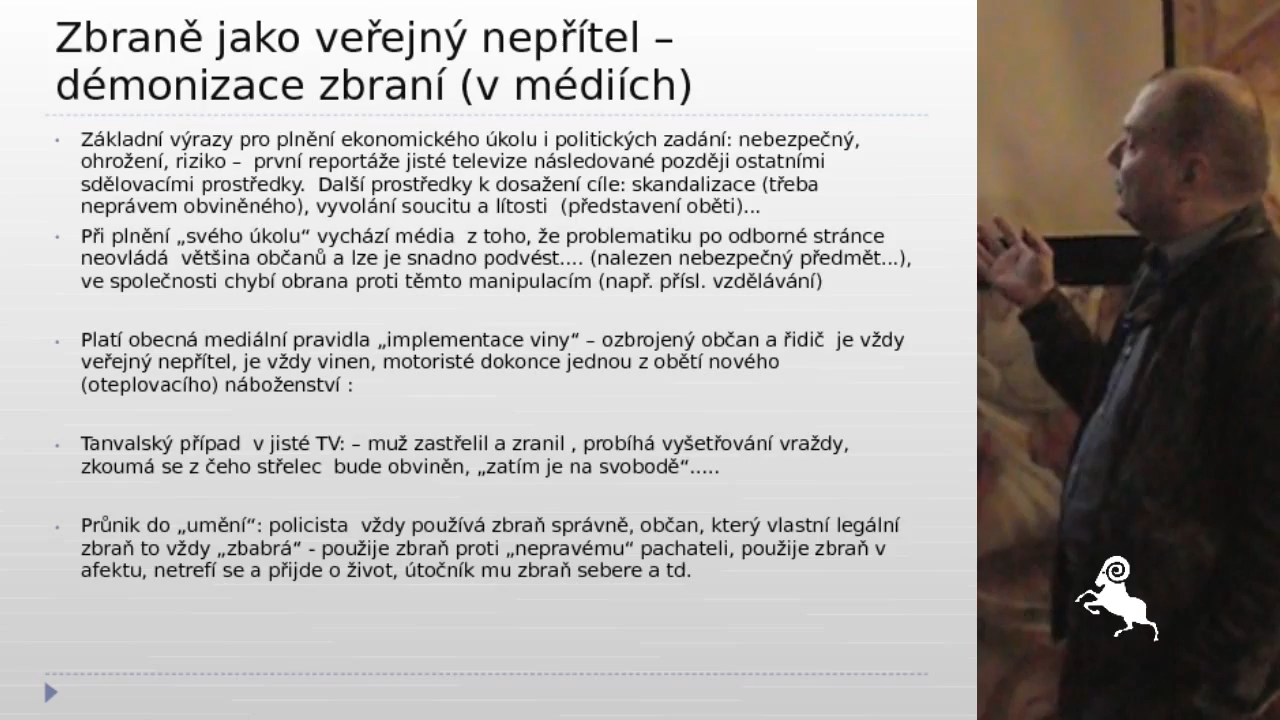 Zbraně jako veřejný nepřítel –
démonizace zbraní (v médiích)
Základní výrazy pro plnění ekonomického úkolu i politických zadání: nebezpečný,
ohrožení, riziko –  první reportáže jisté televize následované později ostatními
sdělovacími prostředky.  Další prostředky k dosažení cíle: skandalizace (třeba
neprávem obviněného), vyvolání soucitu a lítosti  (představení oběti)...
Při plnění „svého úkolu“ vychází média  z toho, že problematiku po odborné stránce
neovládá  většina občanů a lze je snadno podvést.... (nalezen nebezpečný předmět...),
ve společnosti chybí obrana proti těmto manipulacím (např. přísl. vzdělávání)
Platí obecná mediální pravidla „implementace viny“ – ozbrojený občan a řidič  je vždy
veřejný nepřítel, je vždy vinen, motoristé dokonce jednou z obětí nového
(oteplovacího) náboženství :
Tanvalský případ  v jisté TV: – muž zastřelil a zranil , probíhá vyšetřování vraždy,
zkoumá se z čeho střelec  bude obviněn, „zatím je na svobodě“.....
Průnik do „umění“: policista  vždy používá zbraň správně, občan, který vlastní legální
zbraň to vždy „zbabrá“ - použije zbraň proti „nepravému“ pachateli, použije zbraň v
afektu, netrefí se a přijde o život, útočník mu zbraň sebere a td.